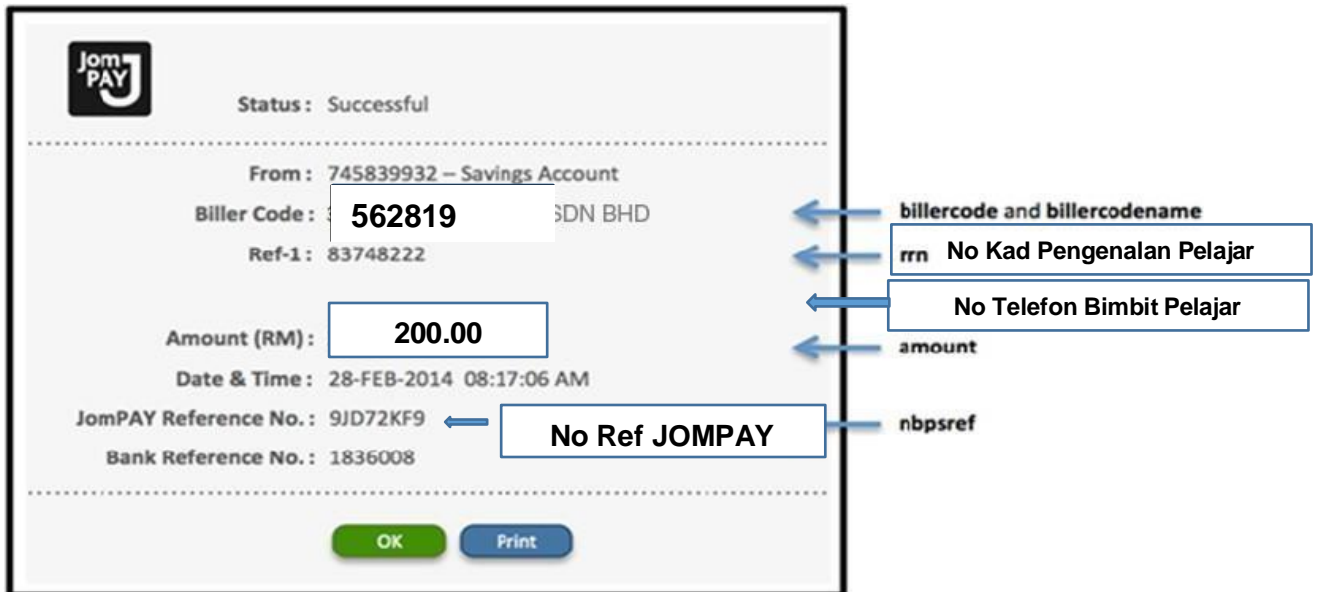 Jom
PAY
Status : Successful
From : 745839932 – Savings Account
Biller Code : 562819 SDN BHD
billercode and billercodename
Ref-1 : 83748222
rrn No Kad Pengenalan Pelajar
No Telefon Bimbit Pelajar
Amount (RM) : 200.00
amount
Date & Time : 28-FEB-2014 08:17:06 AM
JomPAY Reference No. : 9JD72KF9
No Ref JOMPAY
nbpsref
Bank Reference No. : 1836008
OK Print